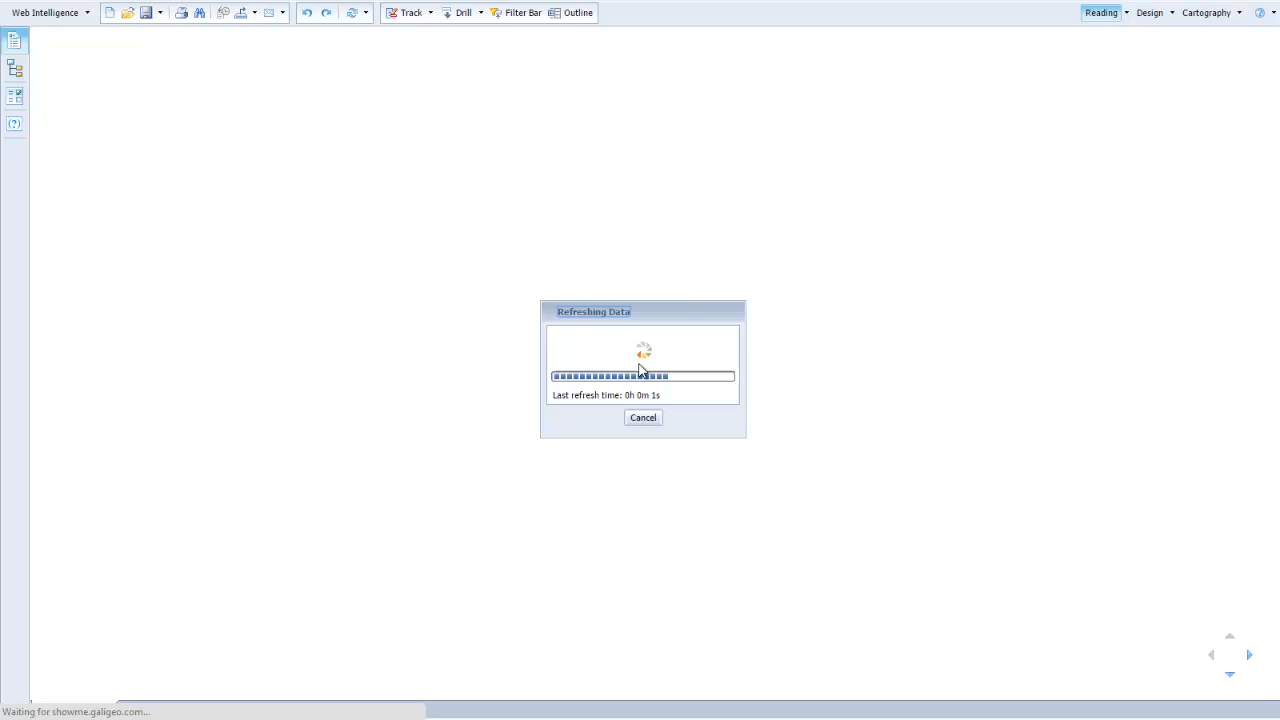 Web Intelligence Track Drill Filter Bar Outline Reading Design Cartography
Refreshing Data
Last refresh time: 0h 0m 1s
Cancel
Waiting for showme.galigeo.com...